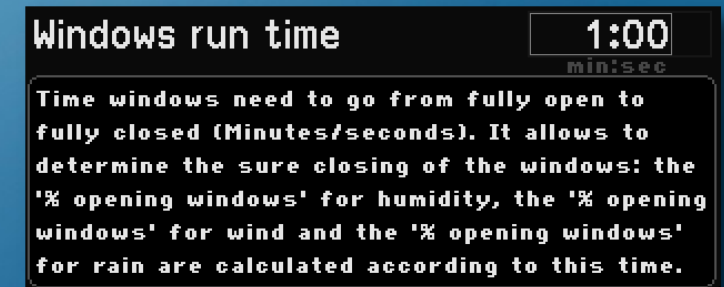 Windows run time
1:00
min:sec
Time windows need to go from fully open to
fully closed (Minutes/seconds). It allows to
determine the sure closing of the windows: the
'% opening windows' for humidity, the '% opening
windows' for wind and the '% opening windows'
for rain are calculated according to this time.